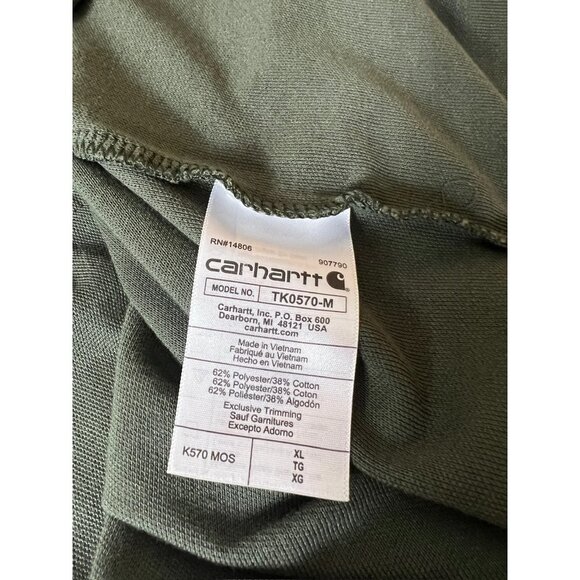 RN#14806 907790
carhartt
MODEL NO. TK0570-M
Carhartt, Inc. P.O. Box 600
Dearborn, MI 48121 USA
carhartt.com
Made in Vietnam
Fabriqué au Vietnam
Hecho en Vietnam
62% Polyester/38% Cotton
62% Polyester/38% Coton
62% Poliéster/38% Algodón
Exclusive Trimming
Sauf Garnitures
Excepto Adorno
K570 MOS
XL
TG
XG